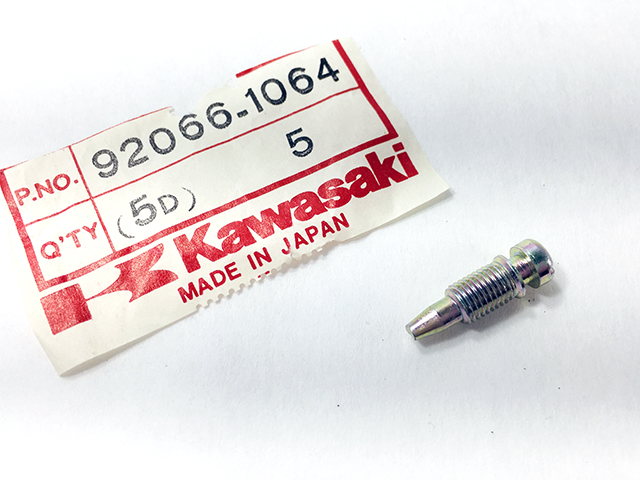 P.NO. 92066-1064
Q'TY (5D) 5
Kawasaki
MADE IN JAPAN